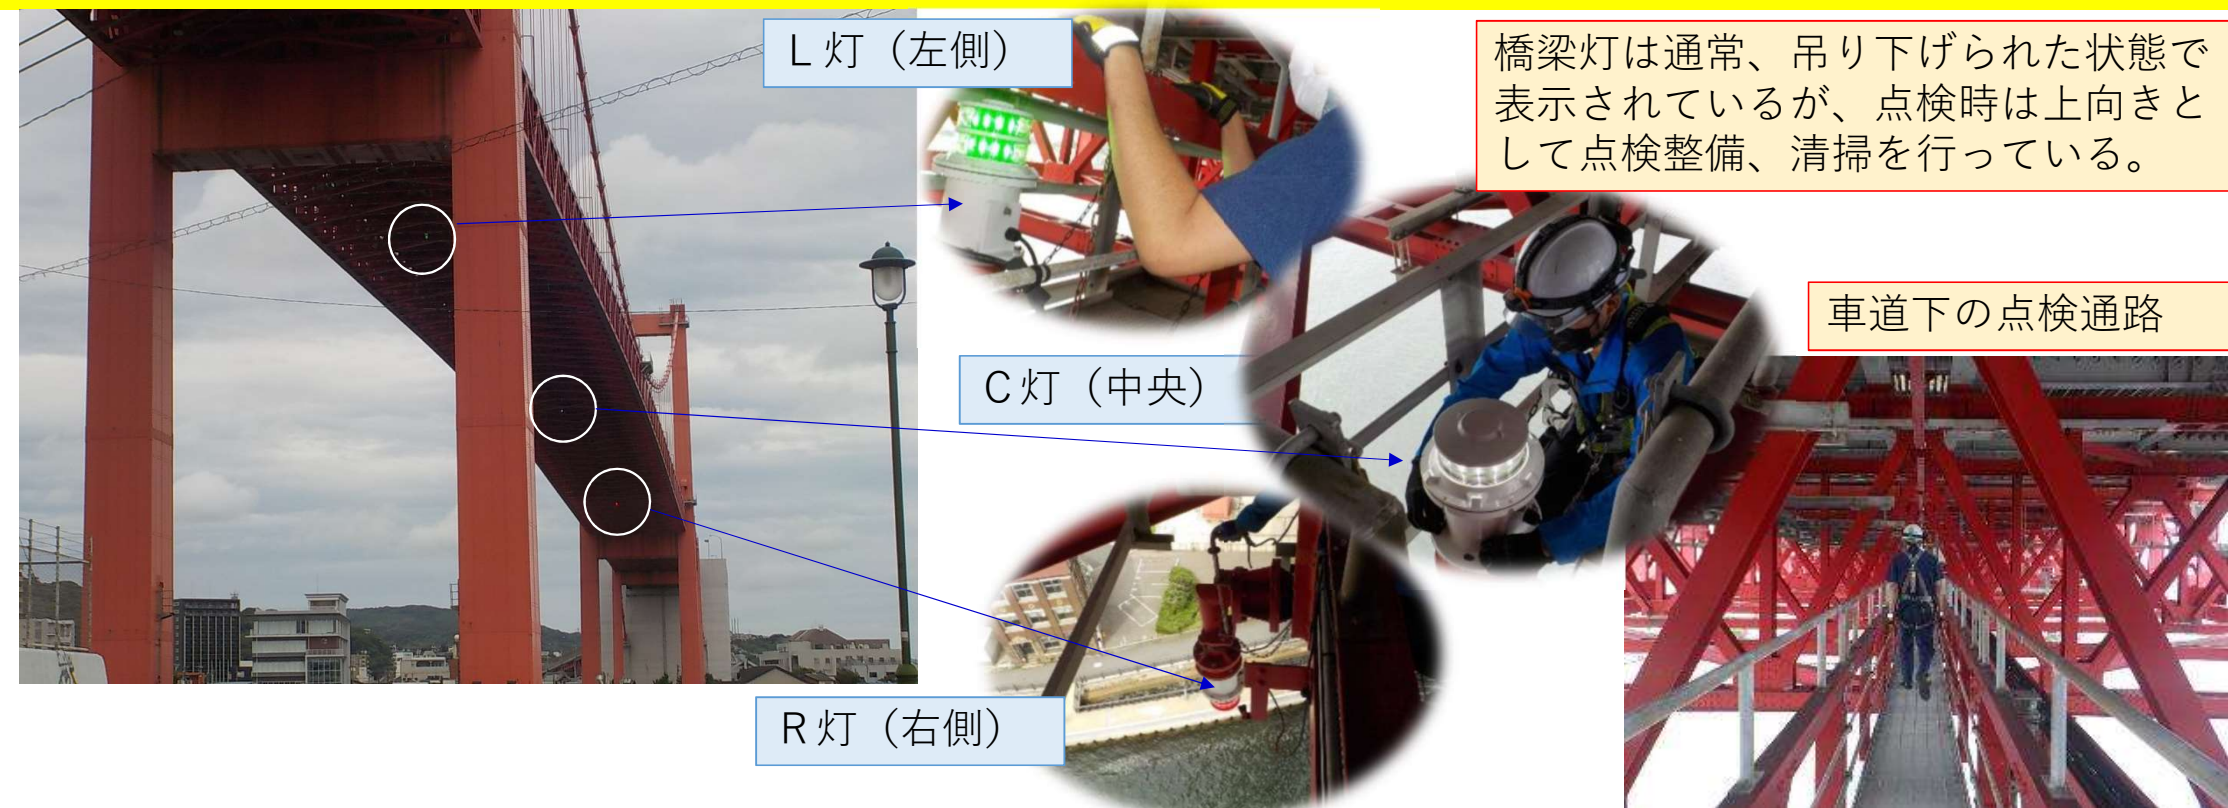 L灯（左側）
橋梁灯は通常、吊り下げられた状態で
表示されているが、点検時は上向きと
して点検整備、清掃を行っている。
車道下の点検通路
C灯（中央）
R灯（右側）